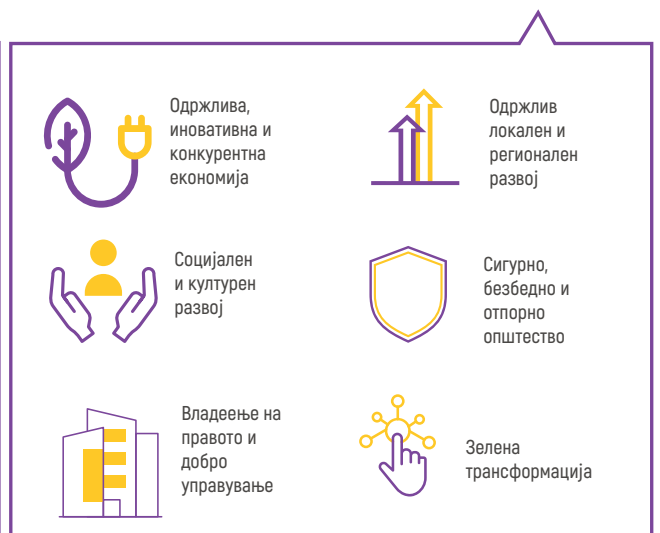 Одржлива,
иновативна и
конкурентна
економија
Одржлив
локален и
регионален
развој
Социјален
и културен
развој
Сигурно,
безбедно и
отпорно
општество
Владеење на
правото и
добро
управување
Зелена
трансформација